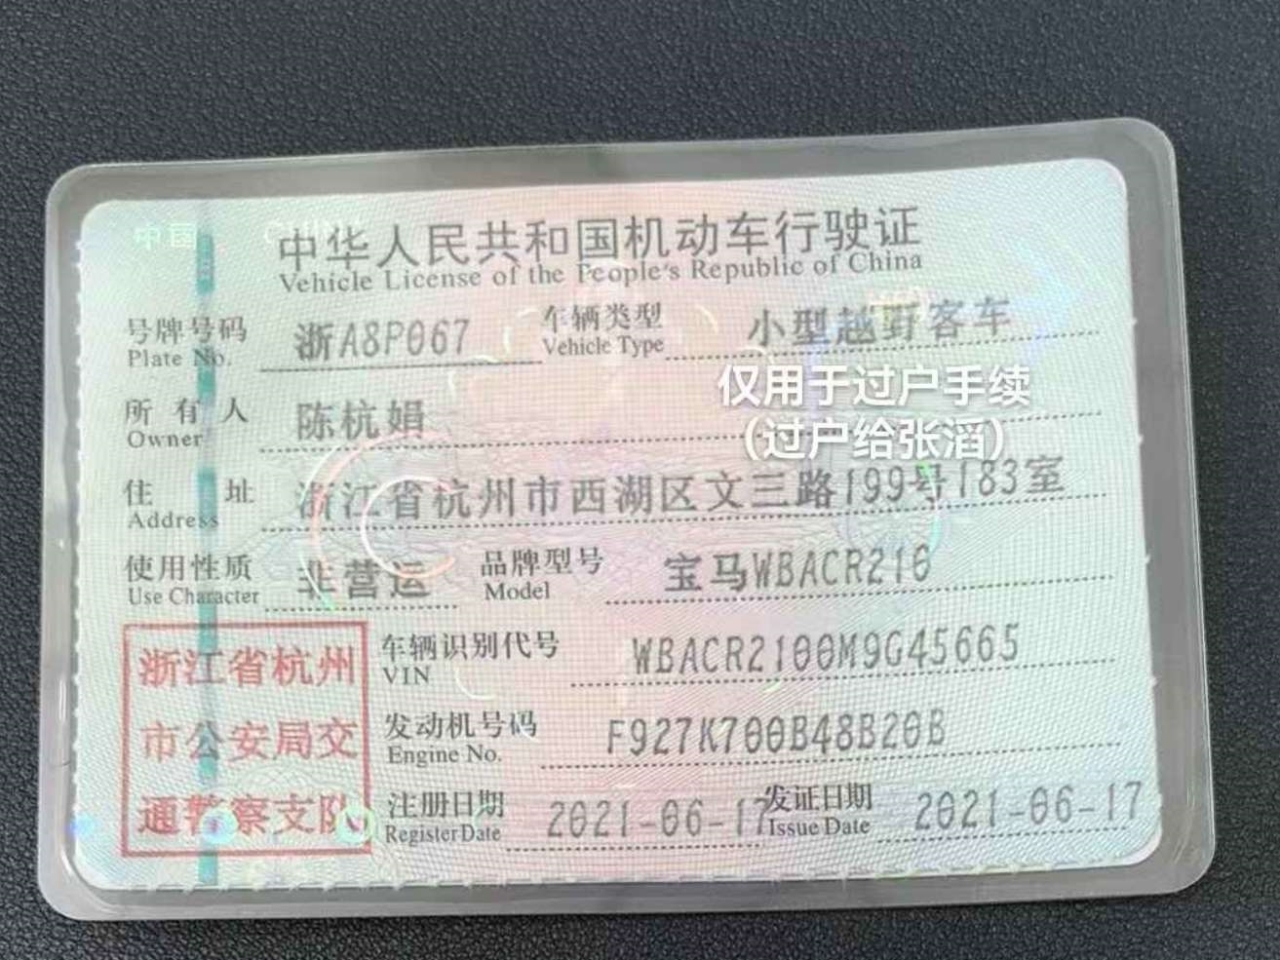 中国 CHINA
中华人民共和国机动车行驶证
Vehicle License of the People's Republic of China
号牌号码 浙A8P067 车辆类型 小型越野客车
Plate No. Vehicle Type
仅用于过户手续
所有人 陈杭娟
Owner
(过户给张滔)
住址 浙江省杭州市西湖区文三路199号183室
Address
使用性质 非营运 品牌型号 宝马WBACR210
Use Character Model
浙江省杭州
市公安局交
通警察支队
车辆识别代号 WBACR2100M9G45665
VIN
发动机号码 F927K700B48B20B
Engine No.
注册日期 2021-06-17 发证日期 2021-06-17
Register Date Issue Date